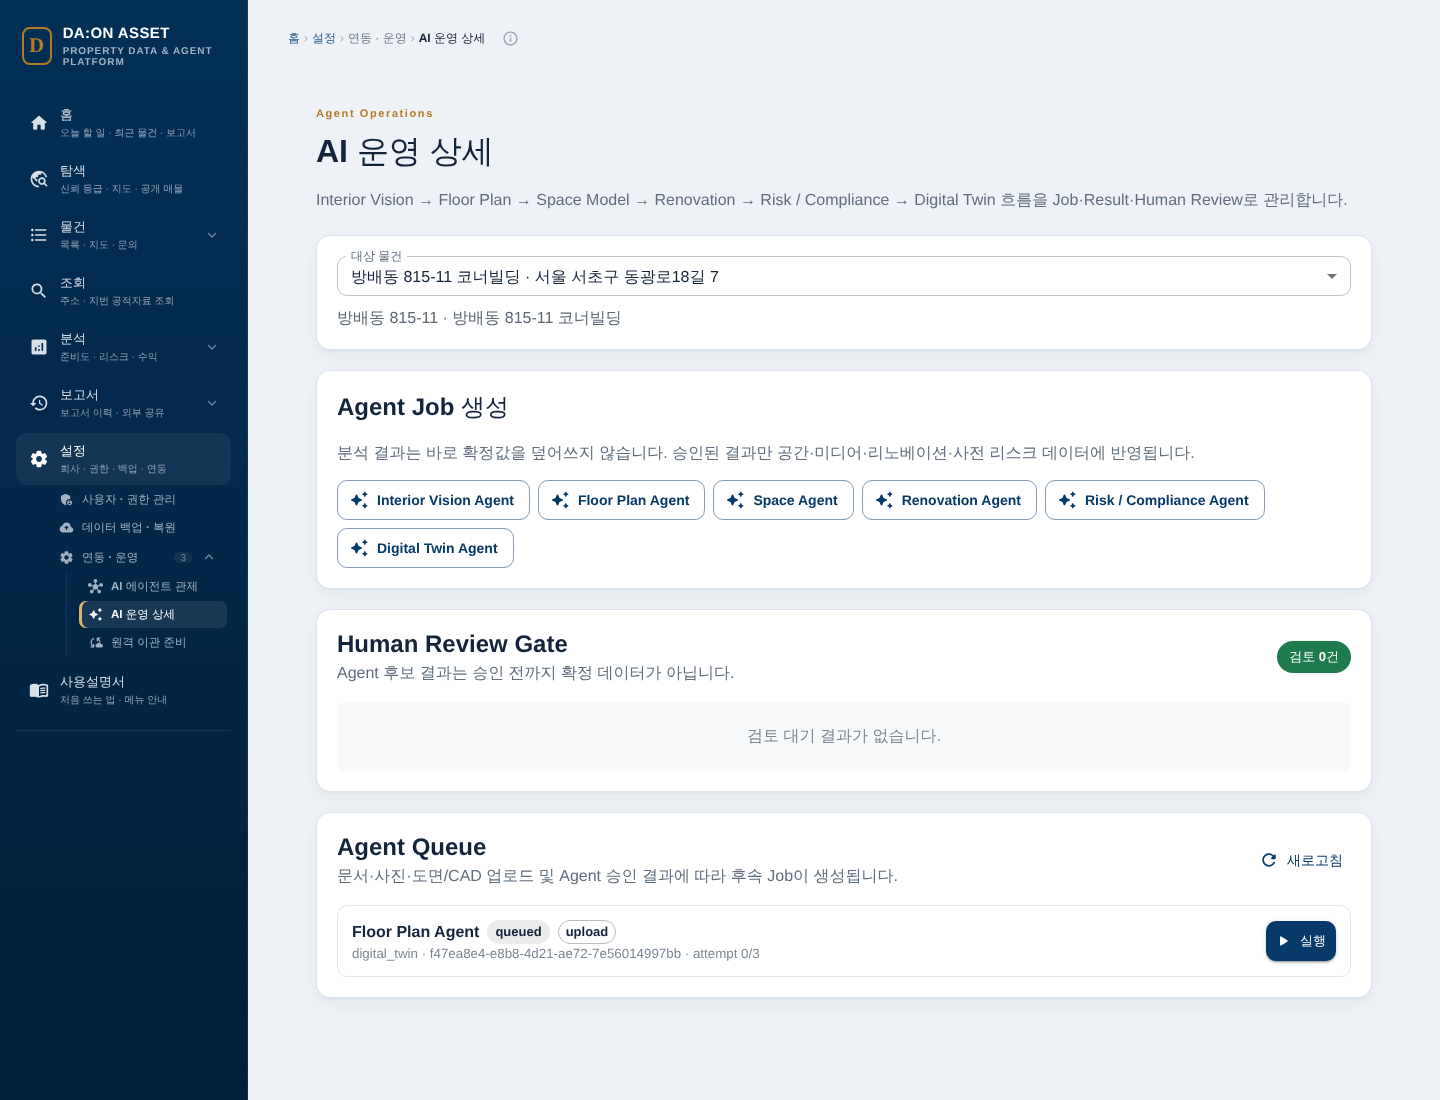 D
DA:ON ASSET
PROPERTY DATA & AGENT
PLATFORM
홈
오늘 할 일 · 최근 물건 · 보고서
탐색
신뢰 등급 · 지도 · 공개 매물
물건
목록 · 지도 · 문의
조회
주소 · 지번 공적자료 조회
분석
준비도 · 리스크 · 수익
보고서
보고서 이력 · 외부 공유
설정
회사 · 권한 · 백업 · 연동
사용자 · 권한 관리
데이터 백업 · 복원
연동 · 운영 3
AI 에이전트 관제
AI 운영 상세
원격 이관 준비
사용설명서
처음 쓰는 법 · 메뉴 안내
홈 › 설정 › 연동 · 운영 › AI 운영 상세
Agent Operations
AI 운영 상세
Interior Vision → Floor Plan → Space Model → Renovation → Risk / Compliance → Digital Twin 흐름을 Job·Result·Human Review로 관리합니다.
대상 물건
방배동 815-11 코너빌딩 · 서울 서초구 동광로18길 7
방배동 815-11 · 방배동 815-11 코너빌딩
Agent Job 생성
분석 결과는 바로 확정값을 덮어쓰지 않습니다. 승인된 결과만 공간·미디어·리노베이션·사전 리스크 데이터에 반영됩니다.
Interior Vision Agent Floor Plan Agent Space Agent Renovation Agent Risk / Compliance Agent
Digital Twin Agent
Human Review Gate
Agent 후보 결과는 승인 전까지 확정 데이터가 아닙니다.
검토 0건
검토 대기 결과가 없습니다.
Agent Queue
문서·사진·도면/CAD 업로드 및 Agent 승인 결과에 따라 후속 Job이 생성됩니다.
새로고침
Floor Plan Agent queued upload
digital_twin · f47ea8e4-e8b8-4d21-ae72-7e56014997bb · attempt 0/3
실행